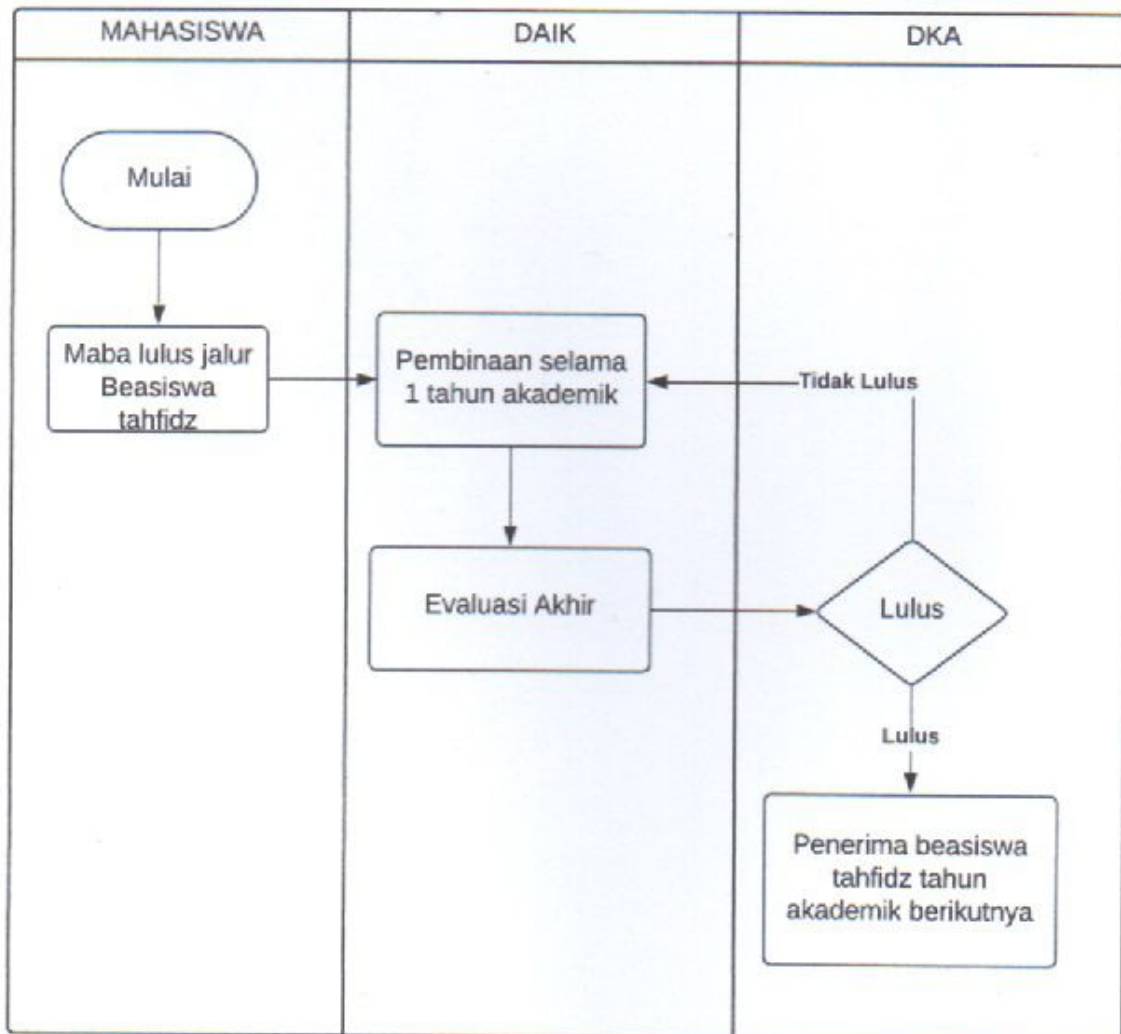 MAHASISWA
DAIK
DKA
Mulai
Maba lulus jalur
Beasiswa
tahfidz
Pembinaan selama
1 tahun akademik
Tidak Lulus
Evaluasi Akhir
Lulus
Lulus
Penerima beasiswa
tahfidz tahun
akademik berikutnya